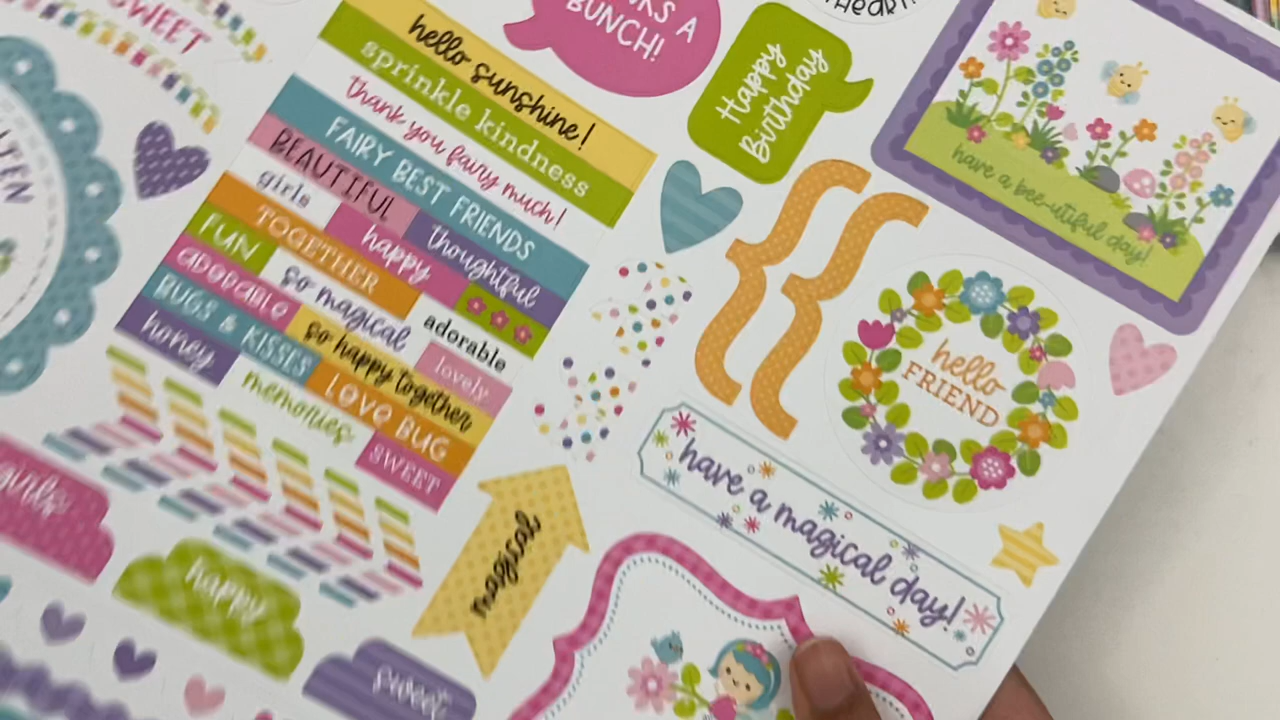 SWEET
hello sunshine!
sprinkle kindness
thank you fairy much!
FAIRY BEST FRIENDS
BEAUTIFUL
thoughtful
girls
happy
TOGETHER
adorable
FUN
so magical
lovely
ADORABLE
so happy together
BUGS & KISSES
LOVE BUG
honey
memories
SWEET
A
BUNCH!
Happy
Birthday
have a bee-utiful day!
hello
FRIEND
have a magical day!
magical
girls
happy
sweet